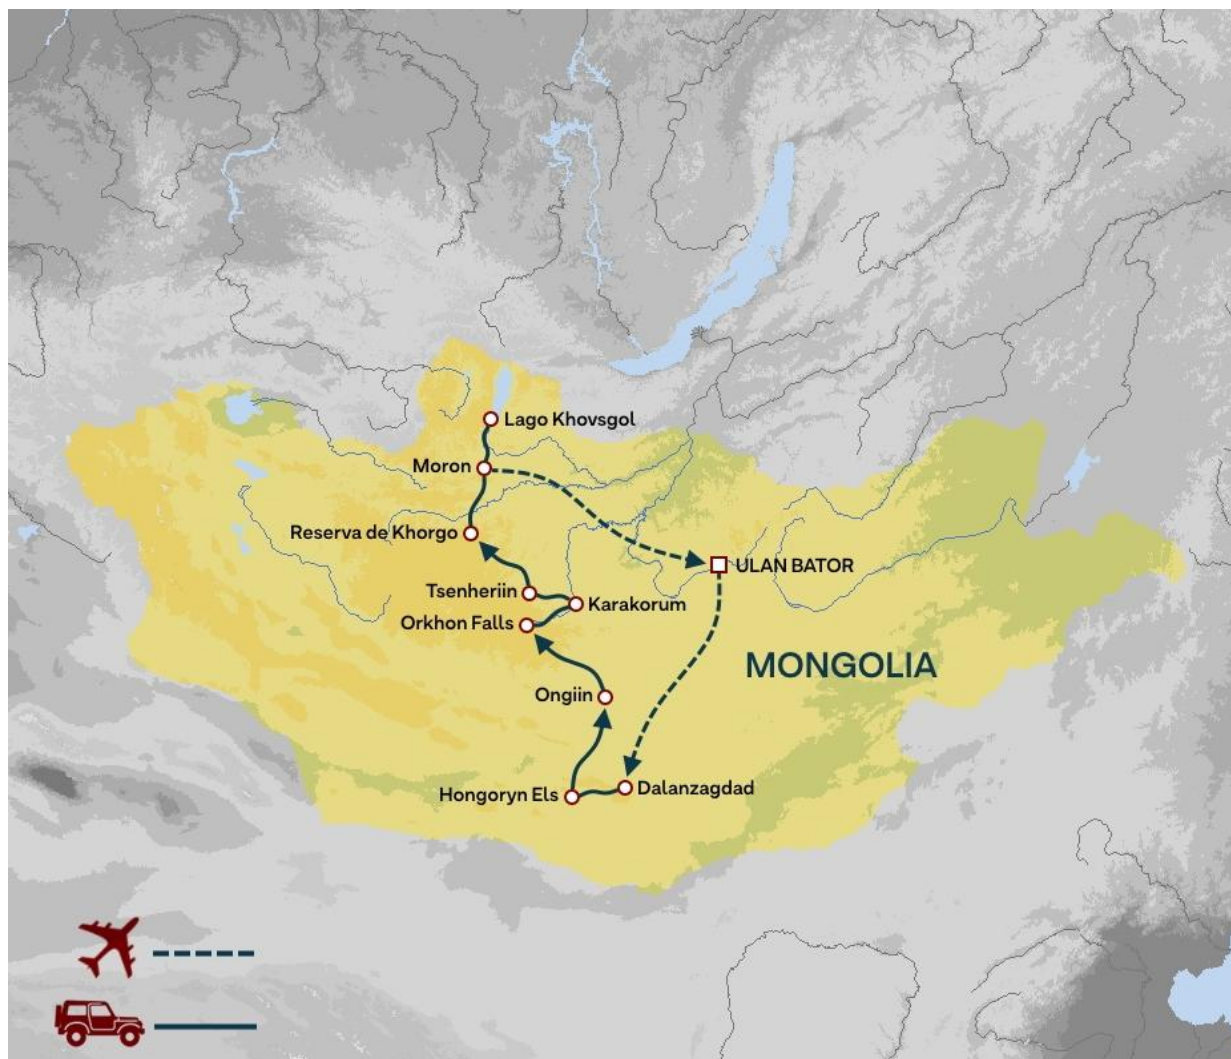 Lago Khovsgol
Moron
Reserva de Khorgo
ULAN BATOR
Tsenheriin
Karakorum
Orkhon Falls
MONGOLIA
Ongiin
Dalanzagdad
Hongoryn Els